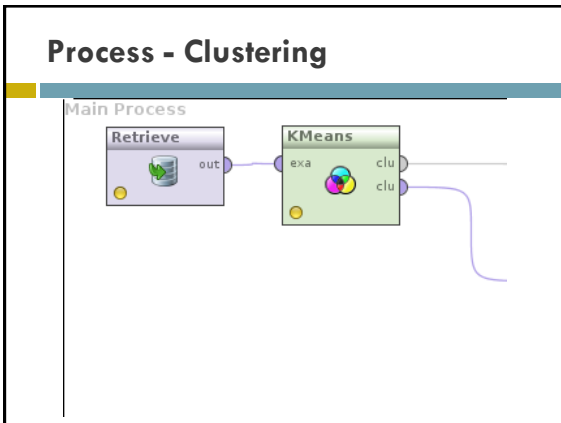 Process - Clustering
Main Process
Retrieve
out
KMeans
exa
clu
clu